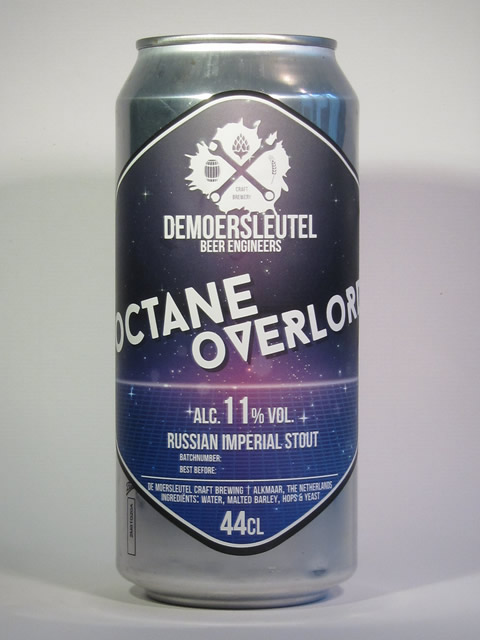 CRAFT
BREWERY
DEMOERSLEUTEL
BEER ENGINEERS
OCTANE
OVERLORD
ALC. 11% VOL.
RUSSIAN IMPERIAL STOUT
BATCHNUMBER:
BEST BEFORE:
DE MOERSLEUTEL CRAFT BREWING † ALKMAAR, THE NETHERLANDS
INGREDIENTS: WATER, MALTED BARLEY, HOPS & YEAST
44CL